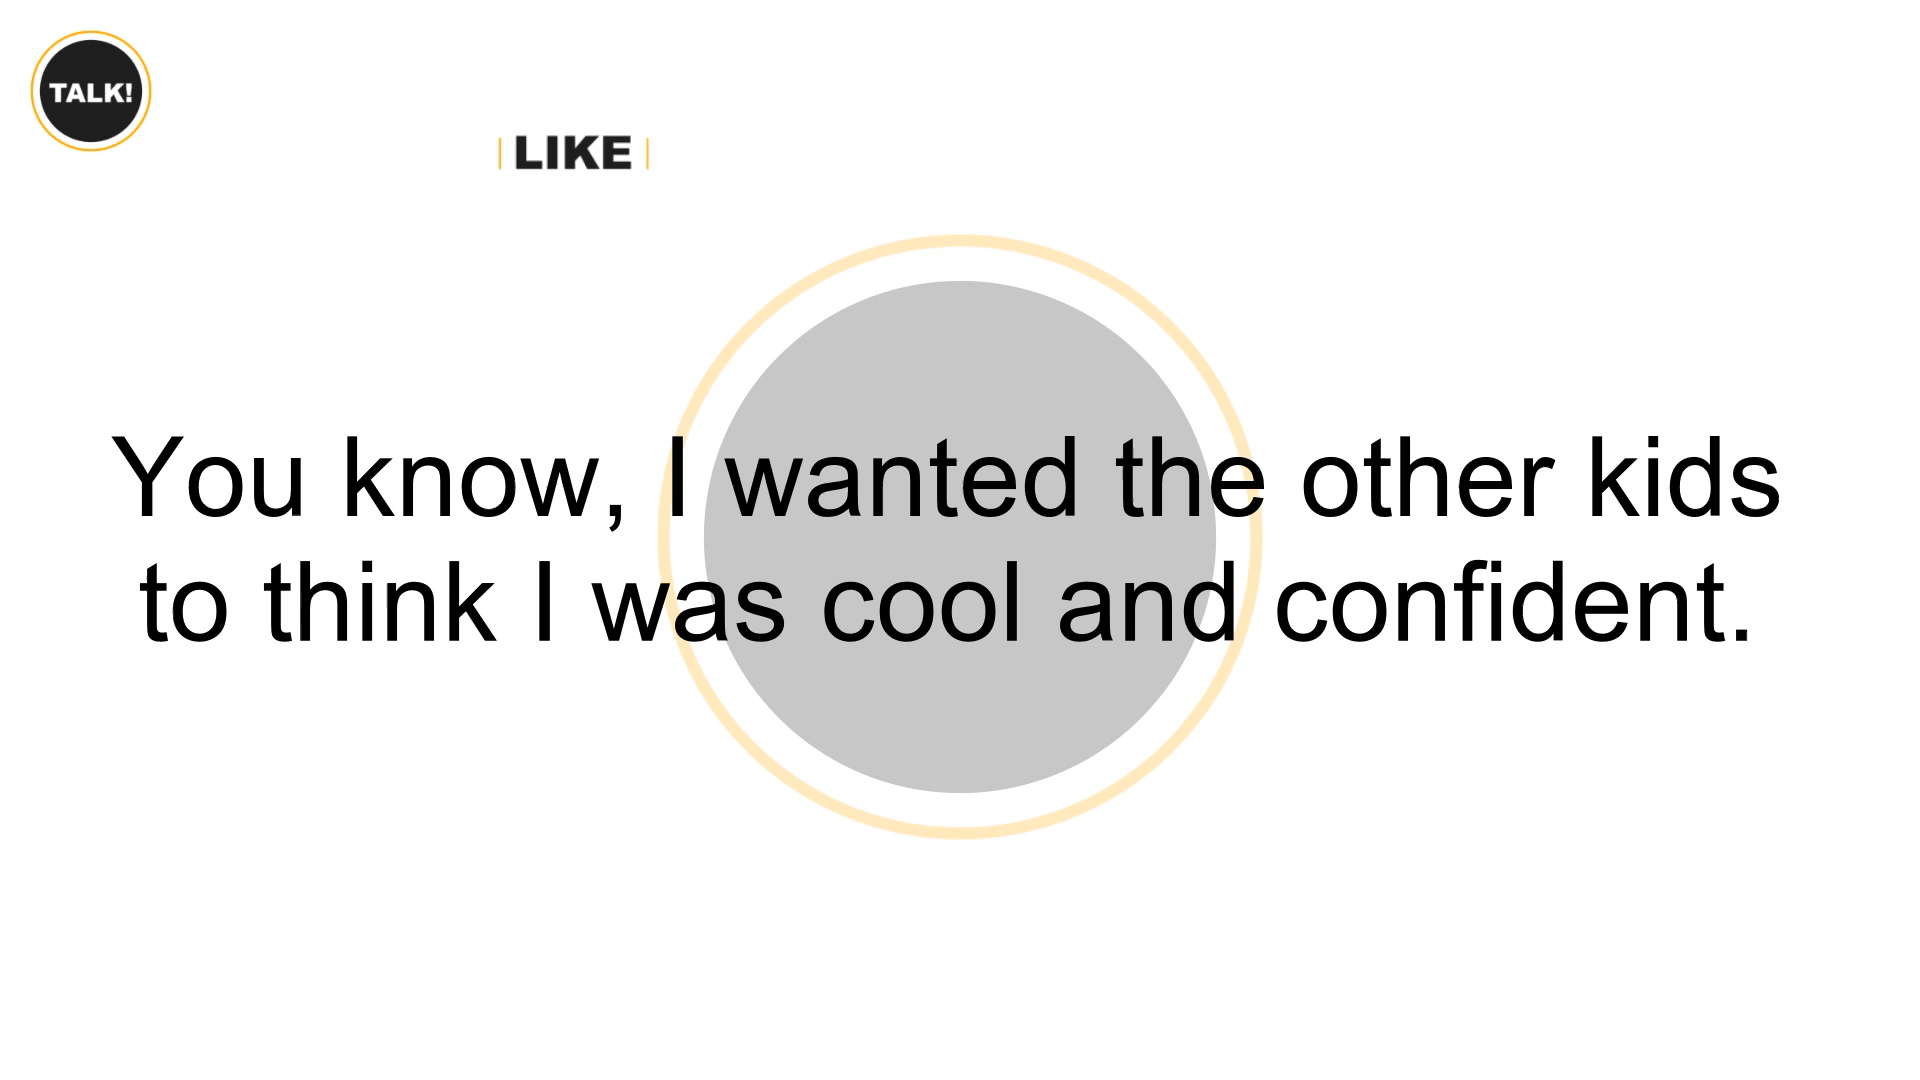 TALK!
| LIKE |
You know, I wanted the other kids
to think I was cool and confident.